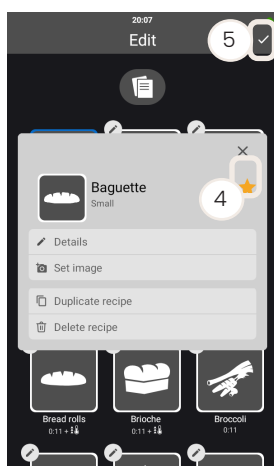 20:07
Edit
5
Baguette
Small
4
Details
Set image
Duplicate recipe
Delete recipe
Bread rolls
0:11 +
Brioche
0:11 +
Broccoli
0:11